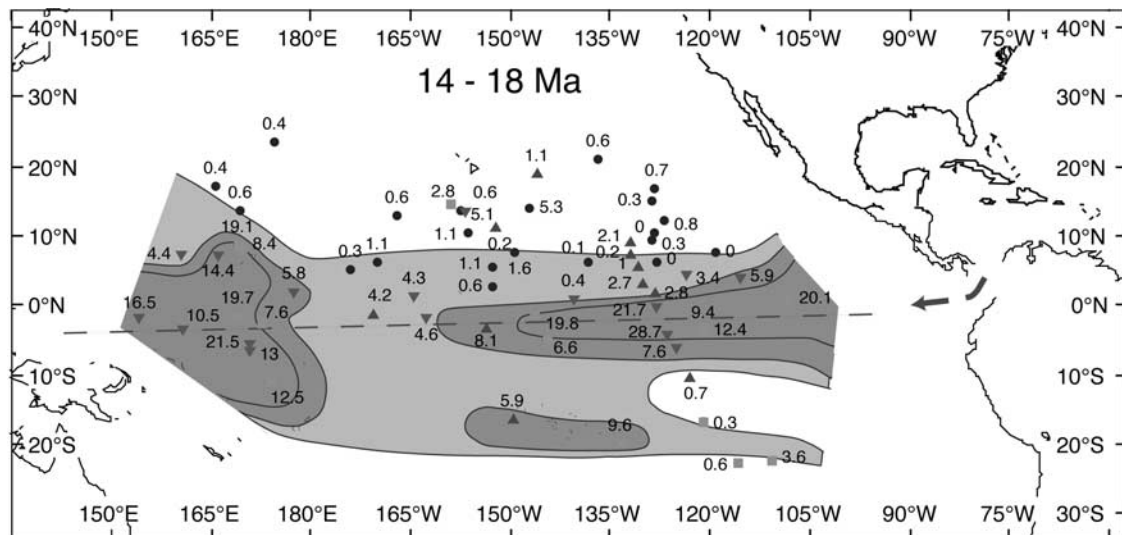 40°N 150°E 165°E 180°E 165°W 150°W 135°W 120°W 105°W 90°W 75°W 40°N
14 - 18 Ma
30°N 30°N
0.4 0.6
20°N 0.4 1.1 0.7 20°N
0.6 0.6 2.8 0.6 0.3
19.1 5.1 5.3 0.8
10°N 8.4 1.1 2.1 0 10°N
4.4 0.3 1.1 0.2 0.1 0.2 0.3 0
14.4 5.8 4.3 1.1 1.6 1 0 3.4 5.9
19.7 4.2 0.6 0.4 2.7 2.8 20.1
0°N 16.5 7.6 21.7 9.4 0°N
10.5 4.6 19.8 28.7 12.4
21.5 13 8.1 6.6 7.6
10°S 12.5 5.9 0.7 10°S
9.6 0.3
20°S 0.6 3.6 20°S
30°S 150°E 165°E 180°E 165°W 150°W 135°W 120°W 105°W 90°W 75°W 30°S